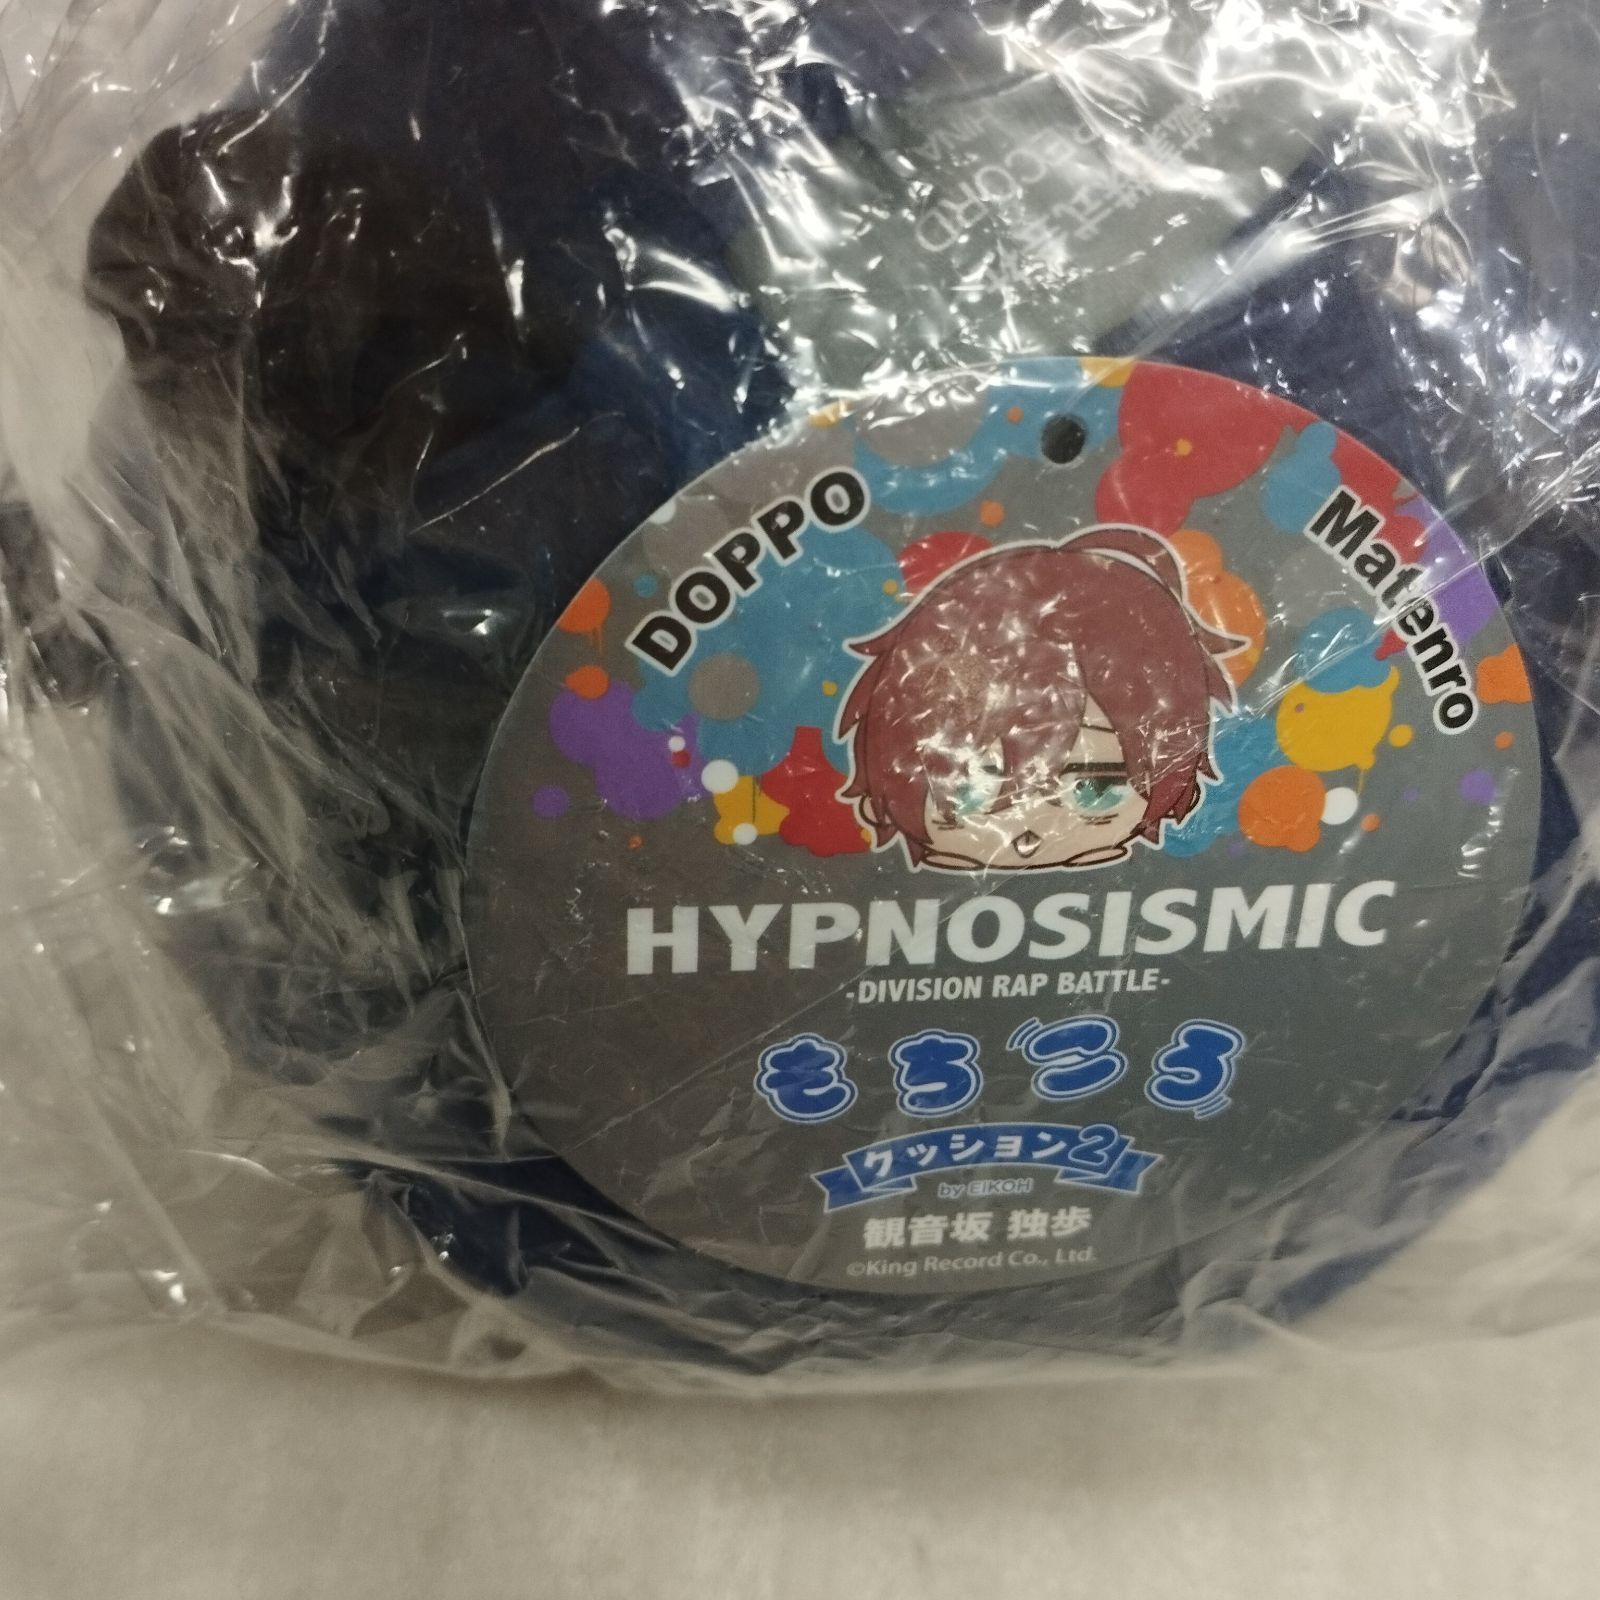 RECORD
DOPPO
Matenro
HYPNOSISMIC
-DIVISION RAP BATTLE-
もちころ
クッション2
by EIKOH
観音坂 独歩
©King Record Co., Ltd.